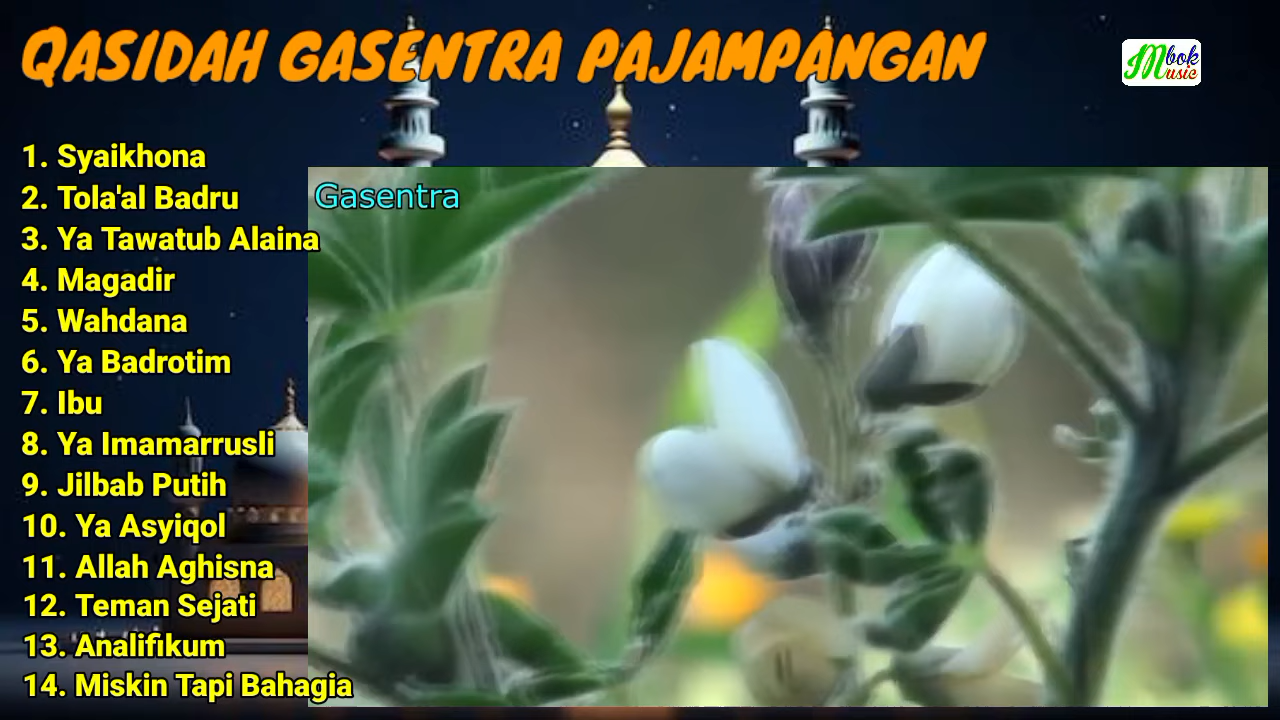 QASIDAH GASENTRA PAJAMPANGAN
Mbok
Music
1. Syaikhona
2. Tola'al Badru
3. Ya Tawatub Alaina
4. Magadir
5. Wahdana
6. Ya Badrotim
7. Ibu
8. Ya Imamarrusli
9. Jilbab Putih
10. Ya Asyiqol
11. Allah Aghisna
12. Teman Sejati
13. Analifikum
14. Miskin Tapi Bahagia
Gasentra